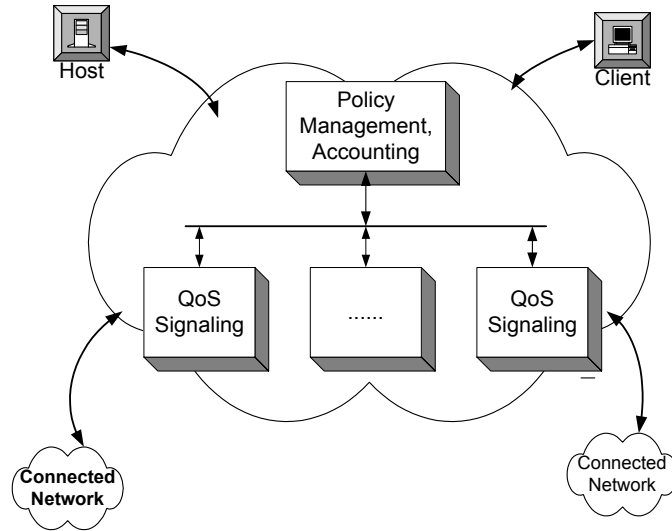 Host
Client
Policy
Management,
Accounting
QoS
Signaling
......
QoS
Signaling
Connected
Network
Connected
Network